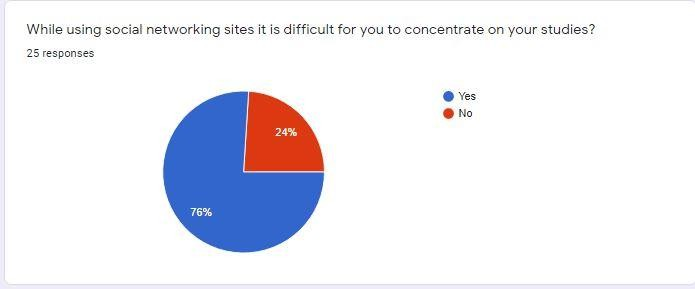 While using social networking sites it is difficult for you to concentrate on your studies?
25 responses
Yes
No
24%
76%